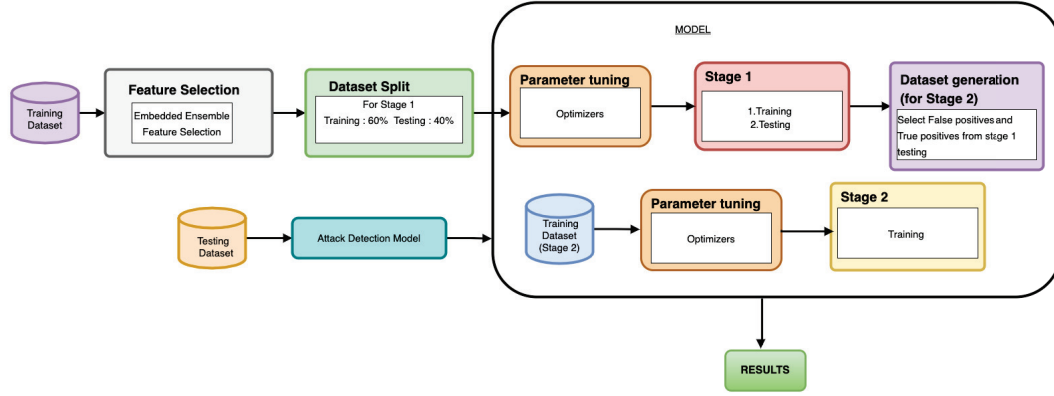 MODEL
Training
Dataset
Feature Selection
Embedded Ensemble
Feature Selection
Dataset Split
For Stage 1
Training : 60% Testing : 40%
Parameter tuning
Optimizers
Stage 1
1.Training
2.Testing
Dataset generation
(for Stage 2)
Select False positives and
True positives from stage 1
testing
Testing
Dataset
Attack Detection Model
Training
Dataset
(Stage 2)
Parameter tuning
Optimizers
Stage 2
Training
RESULTS